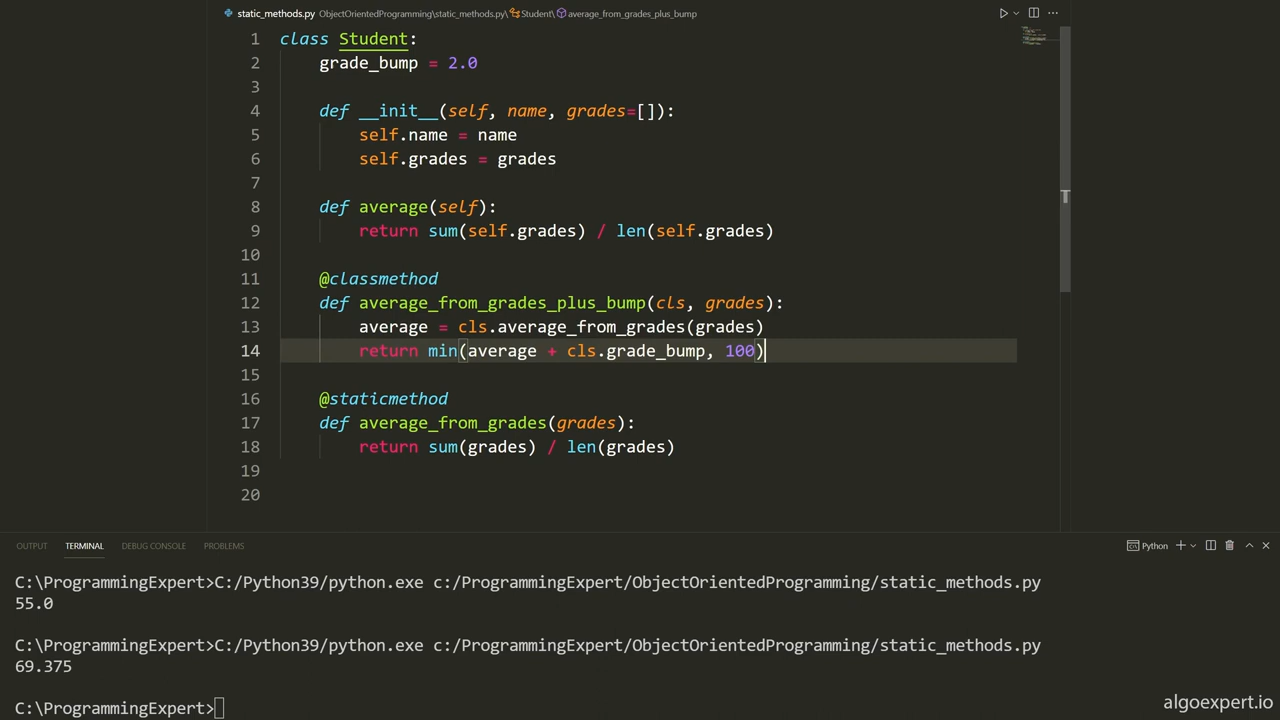 static_methods.py ObjectOrientedProgramming\static_methods.py\Student\average_from_grades_plus_bump
1 class Student:
2 grade_bump = 2.0
3
4 def __init__(self, name, grades=[]):
5 self.name = name
6 self.grades = grades
7
8 def average(self):
9 return sum(self.grades) / len(self.grades)
10
11 @classmethod
12 def average_from_grades_plus_bump(cls, grades):
13 average = cls.average_from_grades(grades)
14 return min(average + cls.grade_bump, 100)
15
16 @staticmethod
17 def average_from_grades(grades):
18 return sum(grades) / len(grades)
19
20
OUTPUT TERMINAL DEBUG CONSOLE PROBLEMS Python
C:\ProgrammingExpert>C:/Python39/python.exe c:/ProgrammingExpert/ObjectOrientedProgramming/static_methods.py
55.0
C:\ProgrammingExpert>C:/Python39/python.exe c:/ProgrammingExpert/ObjectOrientedProgramming/static_methods.py
69.375
C:\ProgrammingExpert>
algoexpert.io